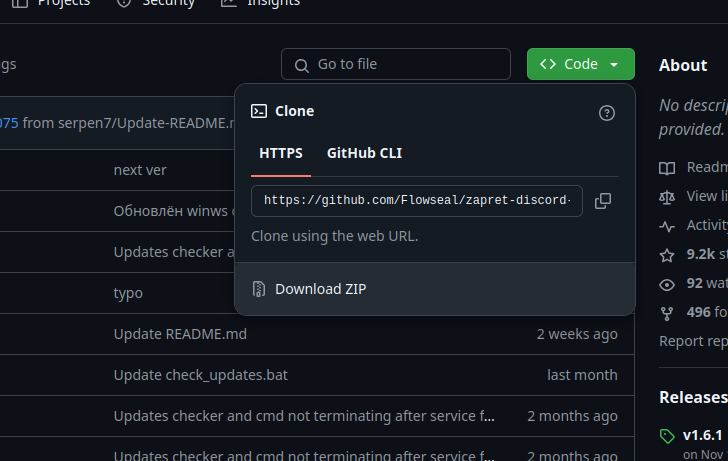 Projects Security Insights
gs
Go to file
Code
About
075 from serpen7/Update-README.
Clone
HTTPS GitHub CLI
https://github.com/Flowseal/zapret-discord-
Clone using the web URL.
Download ZIP
next ver
Обновлён winws
Updates checker a
typo
Update README.md 2 weeks ago
Update check_updates.bat last month
Updates checker and cmd not terminating after service f... 2 months ago
Updates checker and cmd not terminating after service f... 2 months ago
No descrip
provided.
Readm
View li
Activity
9.2k st
92 wat
496 fo
Report rep
Releases
v1.6.1
on Nov